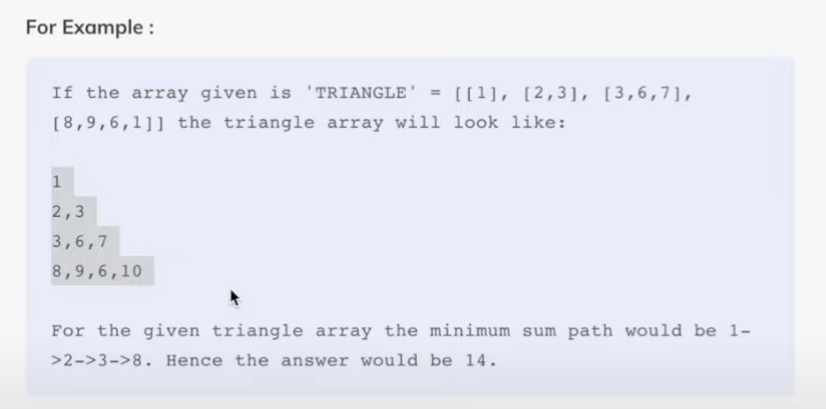 For Example :
If the array given is 'TRIANGLE' = [[1], [2,3], [3,6,7],
[8,9,6,1]] the triangle array will look like:
1
2,3
3,6,7
8,9,6,10
For the given triangle array the minimum sum path would be 1-
>2->3->8. Hence the answer would be 14.